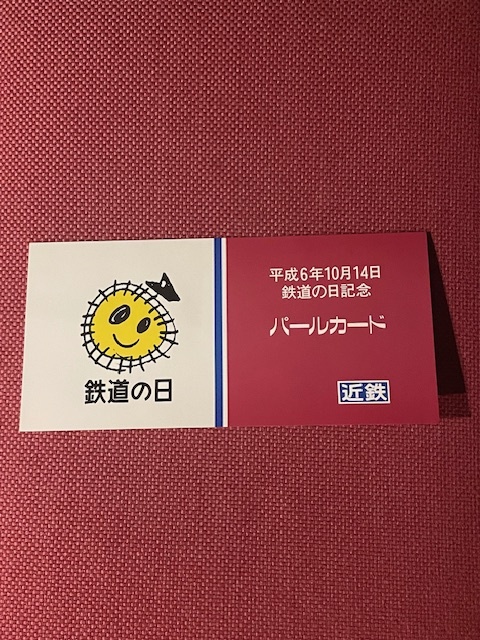 鉄道の日
平成6年10月14日
鉄道の日記念
パールカード
近鉄